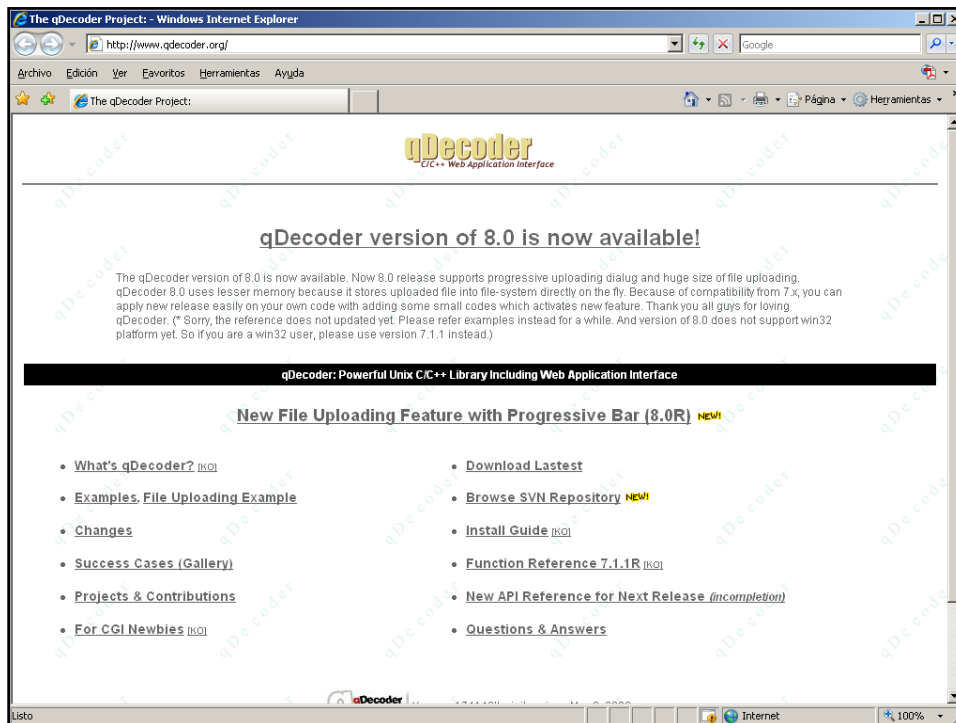 The qDecoder Project: - Windows Internet Explorer
http://www.qdecoder.org/
Google
Archivo Edición Ver Favoritos Herramientas Ayuda
The qDecoder Project:
Página Herramientas
qDecoder
C/C++ Web Application Interface
qDecoder version of 8.0 is now available!
The qDecoder version of 8.0 is now available. Now 8.0 release supports progressive uploading dialug and huge size of file uploading.
qDecoder 8.0 uses lesser memory because it stores uploaded file into file-system directly on the fly. Because of compatibility from 7.x, you can
apply new release easily on your own code with adding some small codes which activates new feature. Thank you all guys for loving
qDecoder. (* Sorry, the reference does not updated yet. Please refer examples instead for a while. And version of 8.0 does not support win32
platform yet. So if you are a win32 user, please use version 7.1.1 instead.)
qDecoder: Powerful Unix C/C++ Library Including Web Application Interface
New File Uploading Feature with Progressive Bar (8.0R) NEW!
What's qDecoder? [KO]
Download Lastest
Examples, File Uploading Example
Browse SVN Repository NEW!
Changes
Install Guide [KO]
Success Cases (Gallery)
Function Reference 7.1.1R [KO]
Projects & Contributions
New API Reference for Next Release (incompletion)
For CGI Newbies [KO]
Questions & Answers
qDecoder
Listo
Internet
100%